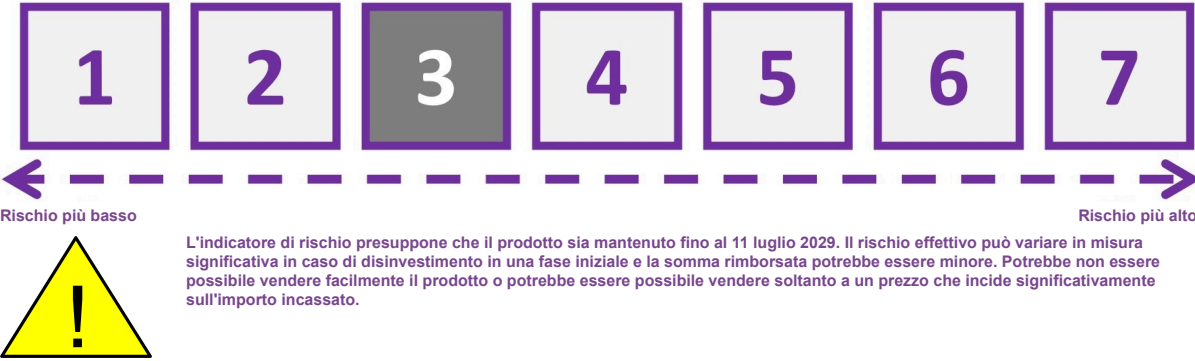 1 2 3 4 5 6 7
Rischio più basso Rischio più alto
!
L'indicatore di rischio presuppone che il prodotto sia mantenuto fino al 11 luglio 2029. Il rischio effettivo può variare in misura
significativa in caso di disinvestimento in una fase iniziale e la somma rimborsata potrebbe essere minore. Potrebbe non essere
possibile vendere facilmente il prodotto o potrebbe essere possibile vendere soltanto a un prezzo che incide significativamente
sull'importo incassato.